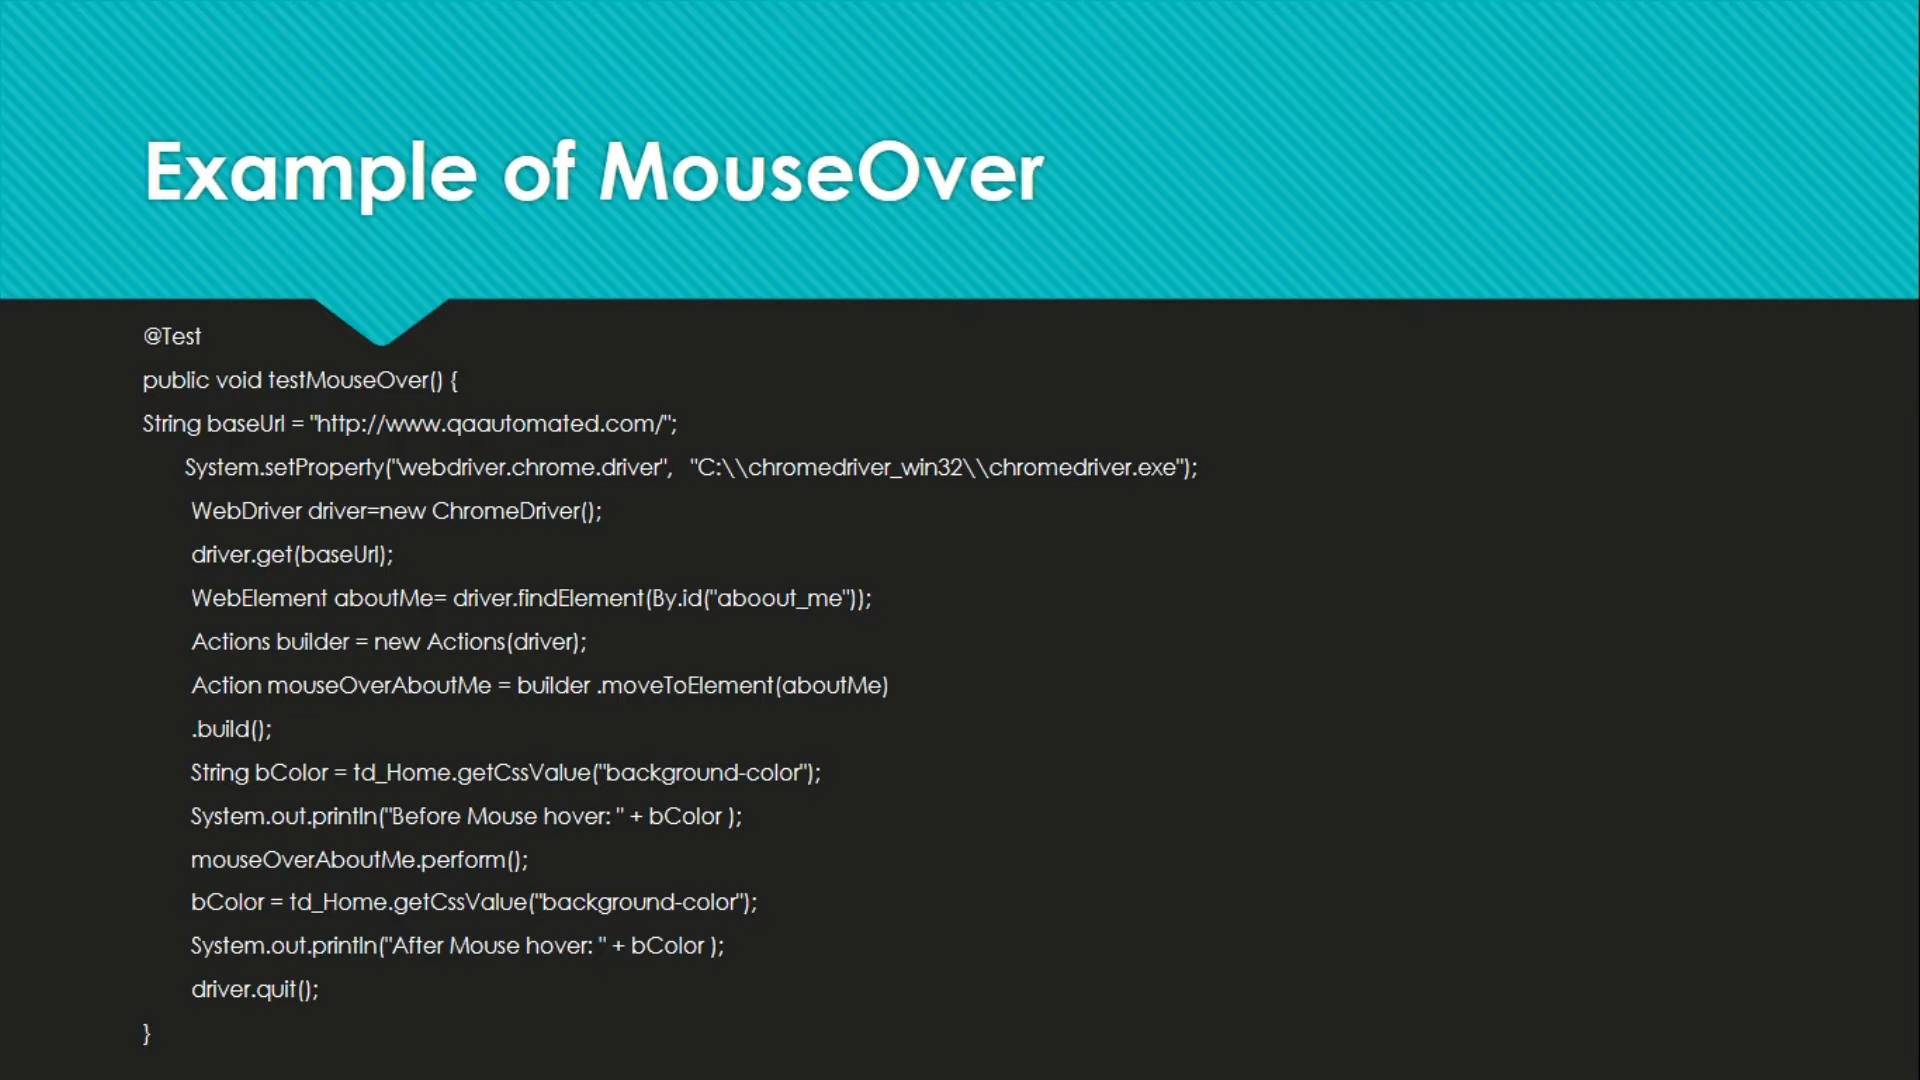 Example of MouseOver
@Test
public void testMouseOver() {
String baseUrl = "http://www.qaautomated.com/";
System.setProperty("webdriver.chrome.driver", "C:\\chromedriver_win32\\chromedriver.exe");
WebDriver driver=new ChromeDriver();
driver.get(baseUrl);
WebElement aboutMe= driver.findElement(By.id("aboout_me"));
Actions builder = new Actions(driver);
Action mouseOverAboutMe = builder .moveToElement(aboutMe)
.build();
String bColor = td_Home.getCssValue("background-color");
System.out.println("Before Mouse hover: " + bColor );
mouseOverAboutMe.perform();
bColor = td_Home.getCssValue("background-color");
System.out.println("After Mouse hover: " + bColor );
driver.quit();
}